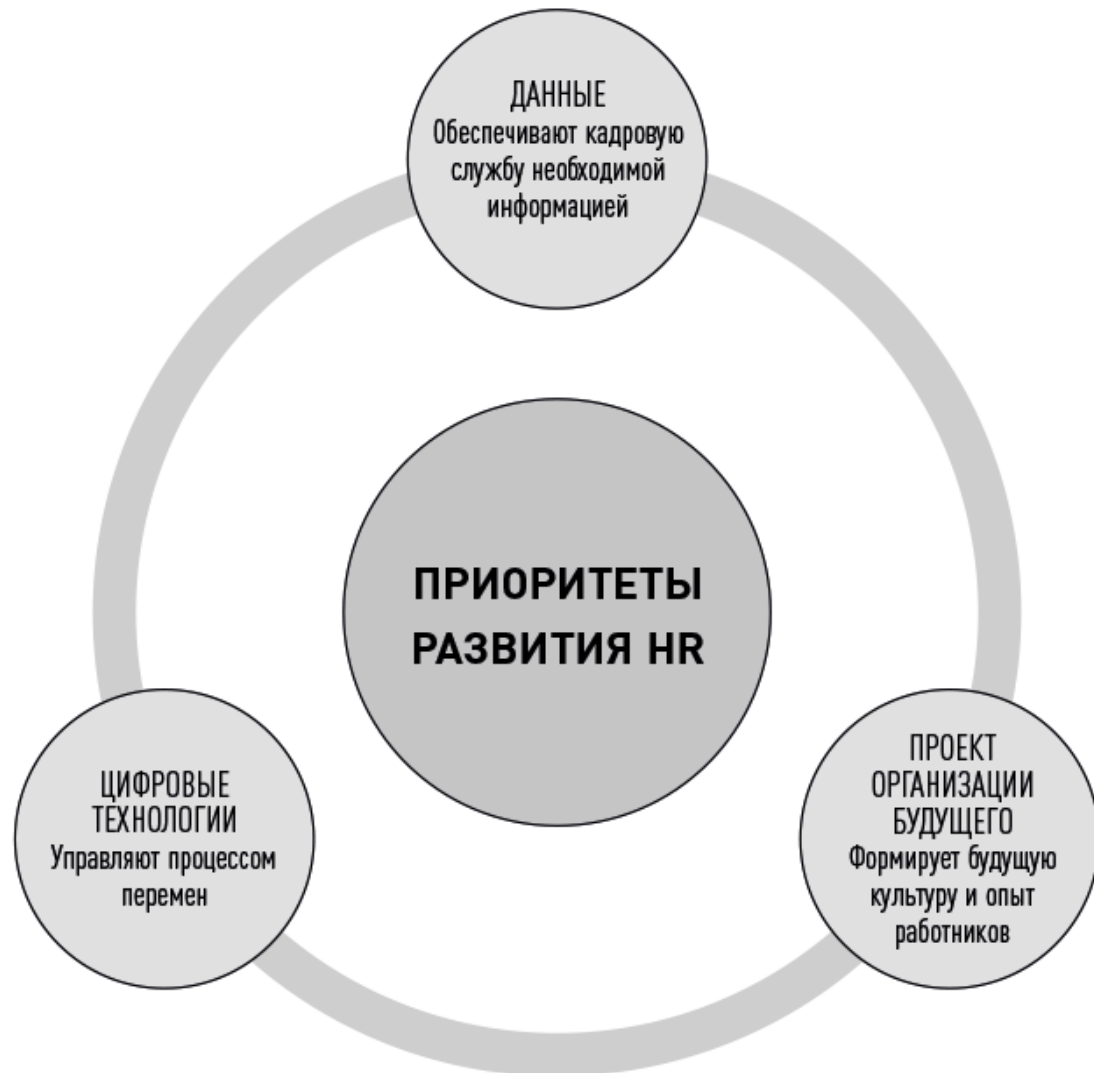 ДАННЫЕ
Обеспечивают кадровую
службу необходимой
информацией
ПРИОРИТЕТЫ
РАЗВИТИЯ HR
ЦИФРОВЫЕ
ТЕХНОЛОГИИ
Управляют процессом
перемен
ПРОЕКТ
ОРГАНИЗАЦИИ
БУДУЩЕГО
Формирует будущую
культуру и опыт
работников